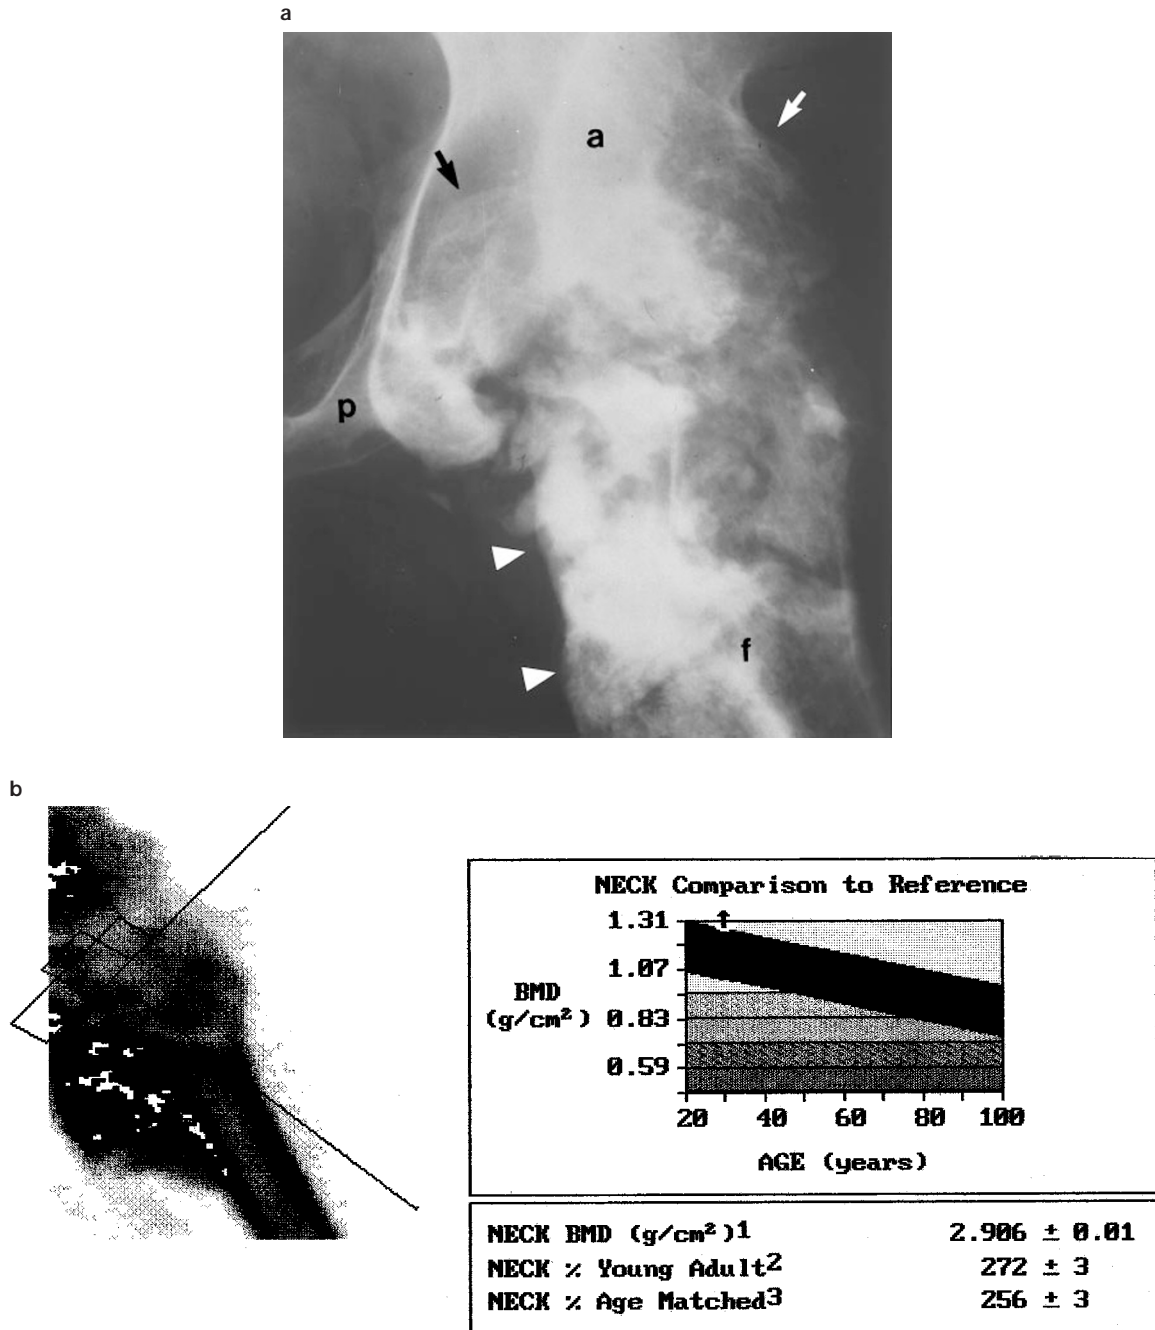 a
a
p
f
b
NECK Comparison to Reference
1.31
1.07
BMD
(g/cm²)
0.83
0.59
20 40 60 80 100
AGE (years)
NECK BMD (g/cm²)1 2.906 ± 0.01
NECK % Young Adult2 272 ± 3
NECK % Age Matched3 256 ± 3